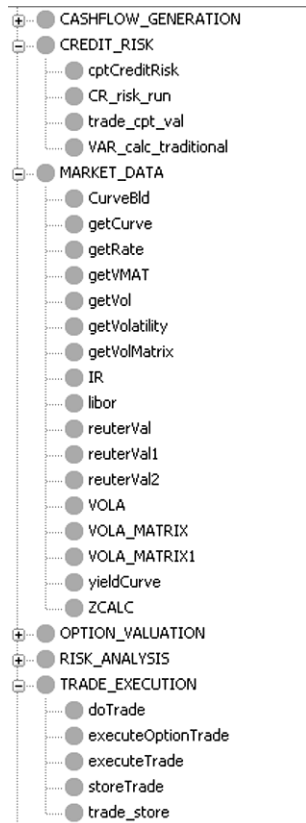 CASHFLOW_GENERATION
CREDIT_RISK
cptCreditRisk
CR_risk_run
trade_cpt_val
VAR_calc_traditional
MARKET_DATA
CurveBld
getCurve
getRate
getVMAT
getVol
getVolatility
getVolMatrix
IR
libor
reuterVal
reuterVal1
reuterVal2
VOLA
VOLA_MATRIX
VOLA_MATRIX1
yieldCurve
ZCALC
OPTION_VALUATION
RISK_ANALYSIS
TRADE_EXECUTION
doTrade
executeOptionTrade
executeTrade
storeTrade
trade_store